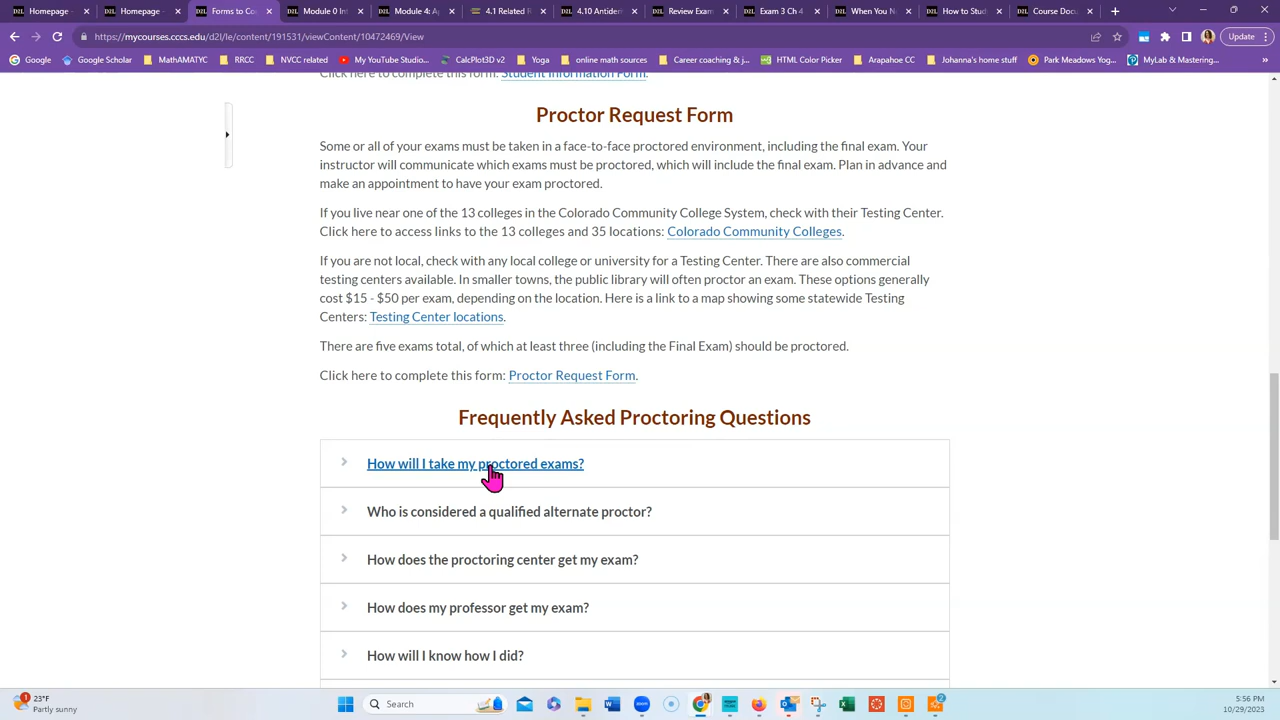 Homepage -
Homepage -
Forms to Co
Module 0 Int
Module 4: Ap
4.1 Related R
4.10 Antider
Review Exam
Exam 3 Ch 4
When You N
How to Stud
Course Docu
Update
https://mycourses.cccs.edu/d2l/le/content/191531/viewContent/10472469/View
Google
Google Scholar
MathAMATYC
RRCC
NVCC related
My YouTube Studio...
CalcPlot3D v2
Yoga
online math sources
Career coaching & j...
HTML Color Picker
Arapahoe CC
Johanna's home stuff
Park Meadows Yog...
MyLab & Mastering...
Click here to complete this form: Student Information Form.
Proctor Request Form
Some or all of your exams must be taken in a face-to-face proctored environment, including the final exam. Your
instructor will communicate which exams must be proctored, which will include the final exam. Plan in advance and
make an appointment to have your exam proctored.
If you live near one of the 13 colleges in the Colorado Community College System, check with their Testing Center.
Click here to access links to the 13 colleges and 35 locations: Colorado Community Colleges.
If you are not local, check with any local college or university for a Testing Center. There are also commercial
testing centers available. In smaller towns, the public library will often proctor an exam. These options generally
cost $15 - $50 per exam, depending on the location. Here is a link to a map showing some statewide Testing
Centers: Testing Center locations.
There are five exams total, of which at least three (including the Final Exam) should be proctored.
Click here to complete this form: Proctor Request Form.
Frequently Asked Proctoring Questions
How will I take my proctored exams?
Who is considered a qualified alternate proctor?
How does the proctoring center get my exam?
How does my professor get my exam?
How will I know how I did?
23°F
Partly sunny
Search
5:56 PM
10/29/2023